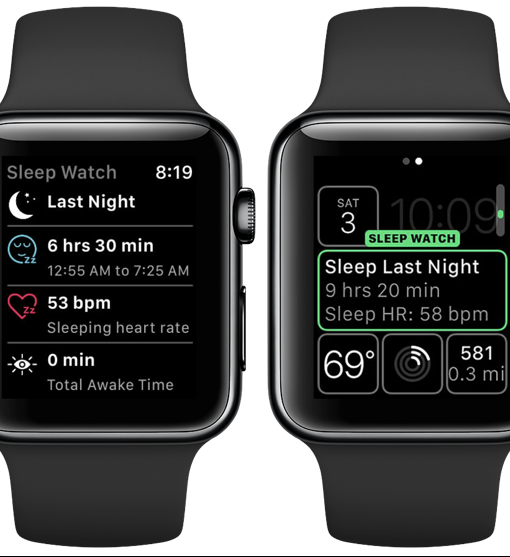 Sleep Watch 8:19
Last Night
6 hrs 30 min
12:55 AM to 7:25 AM
53 bpm
Sleeping heart rate
0 min
Total Awake Time
SAT
3
10:09
SLEEP WATCH
Sleep Last Night
9 hrs 20 min
Sleep HR: 58 bpm
69°
581
0.3 mi